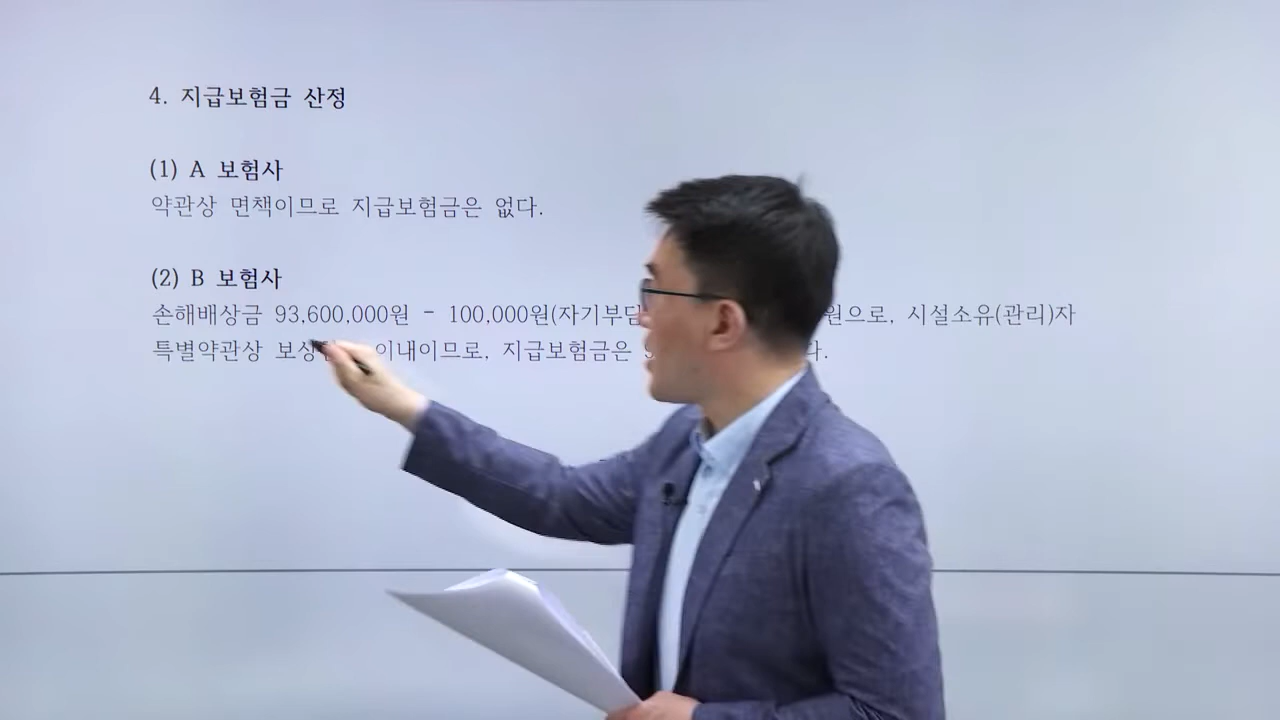 4. 지급보험금 산정
(1) A 보험사
약관상 면책이므로 지급보험금은 없다.
(2) B 보험사
손해배상금 93,600,000원 - 100,000원(자기부담 원으로, 시설소유(관리)자
특별약관상 이내이므로, 지급보험금은